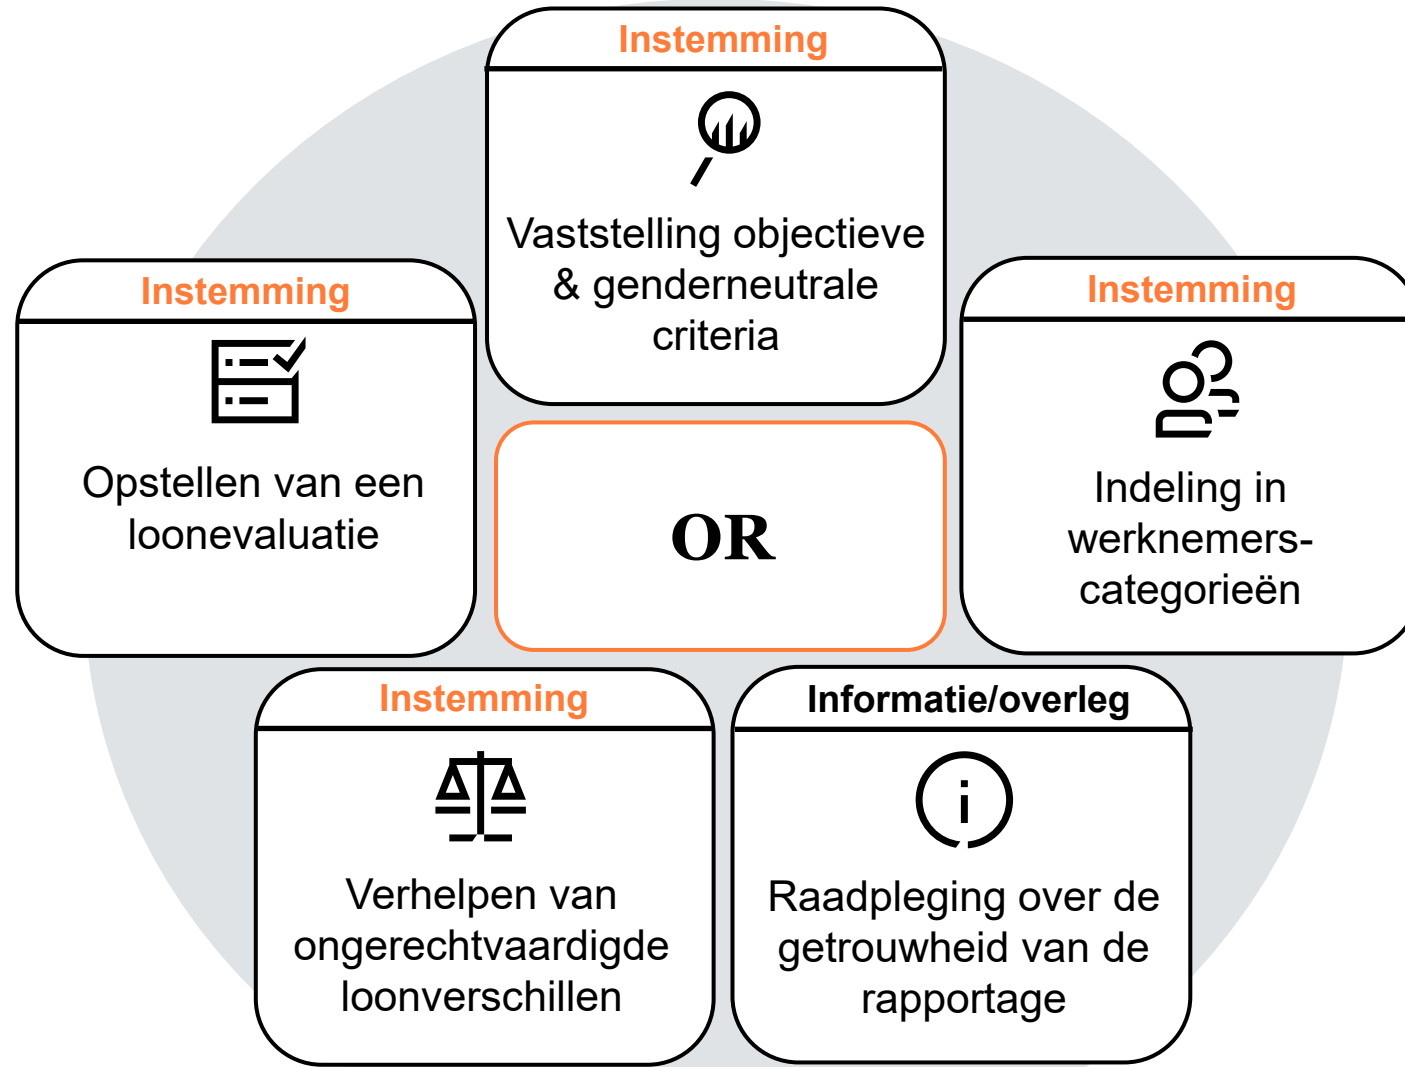 Instemming
Vaststelling objectieve
& genderneutrale
criteria
Instemming
Opstellen van een
loonevaluatie
OR
Instemming
Indeling in
werknemers-
categorieën
Instemming
Verhelpen van
ongerechtvaardigde
loonverschillen
Informatie/overleg
Raadpleging over de
getrouwheid van de
rapportage